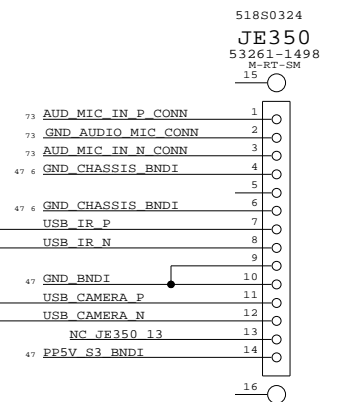 518S0324
JE350
53261-1498
M-RT-SM
15
73 AUD_MIC_IN_P_CONN 1
73 GND_AUDIO_MIC_CONN 2
73 AUD_MIC_IN_N_CONN 3
47 6 GND_CHASSIS_BNDI 4
5
47 6 GND_CHASSIS_BNDI 6
USB_IR_P 7
USB_IR_N 8
9
47 GND_BNDI 10
USB_CAMERA_P 11
USB_CAMERA_N 12
NC_JE350_13 13
47 PP5V_S3_BNDI 14
16